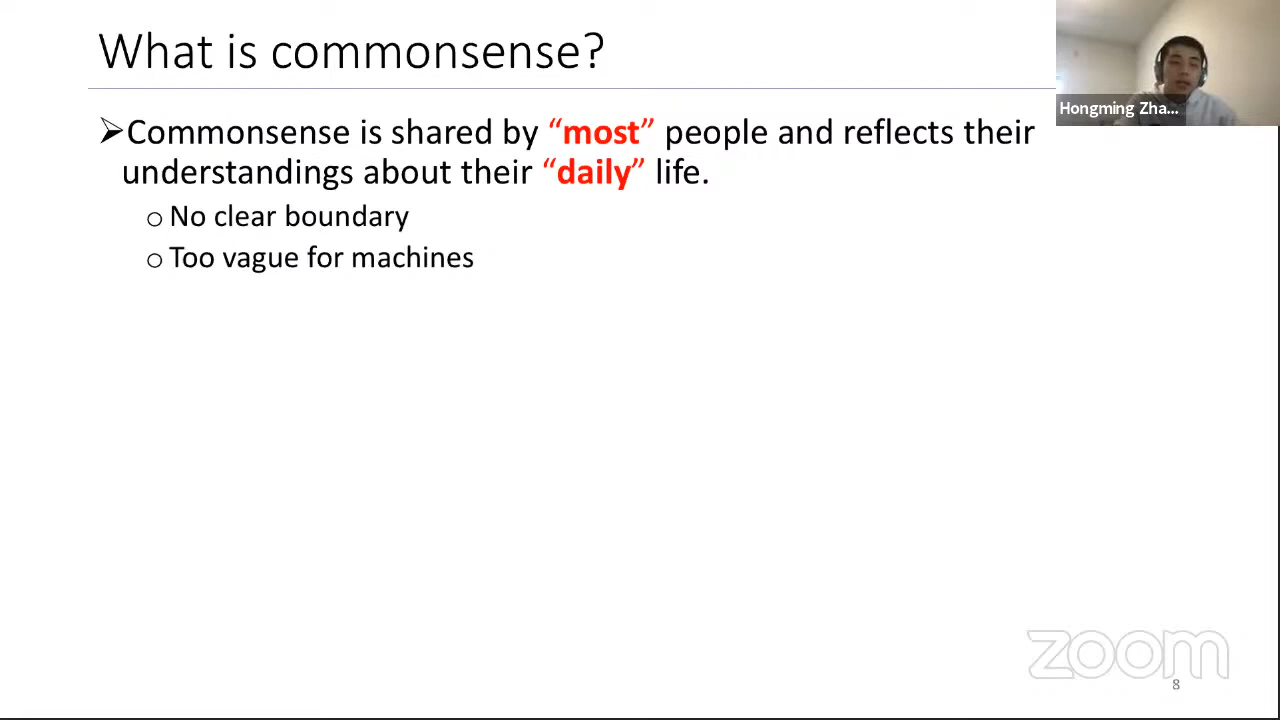 What is commonsense?
Hongming Zha...
➢Commonsense is shared by “most” people and reflects their
understandings about their “daily” life.
o No clear boundary
o Too vague for machines
zoom
8